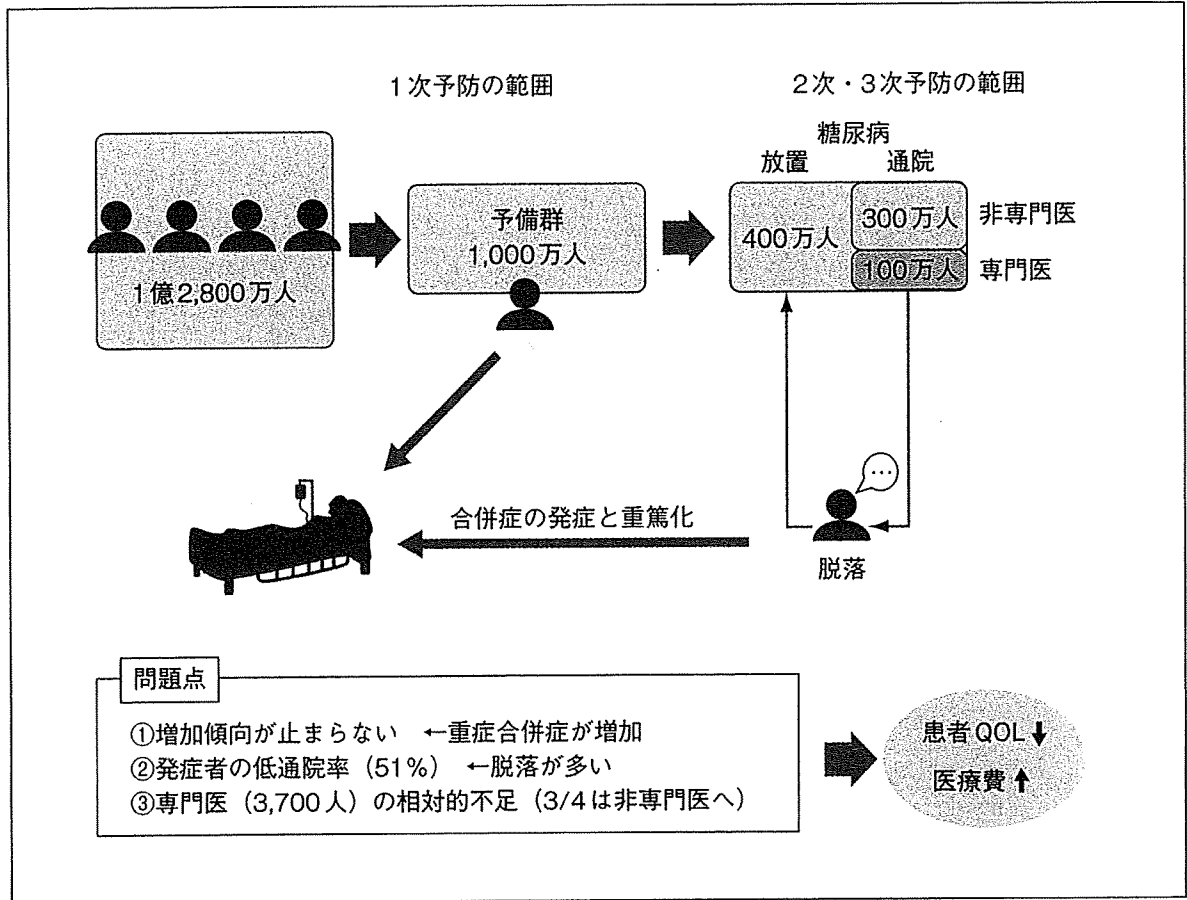 1次予防の範囲
2次・3次予防の範囲
糖尿病
放置
通院
1億2,800万人
予備群
1,000万人
400万人
300万人
非専門医
100万人
専門医
…
合併症の発症と重篤化
脱落
問題点
①増加傾向が止まらない ←重症合併症が増加
②発症者の低通院率（51%） ←脱落が多い
③専門医（3,700人）の相対的不足（3/4は非専門医へ）
患者QOL⬇
医療費⬆